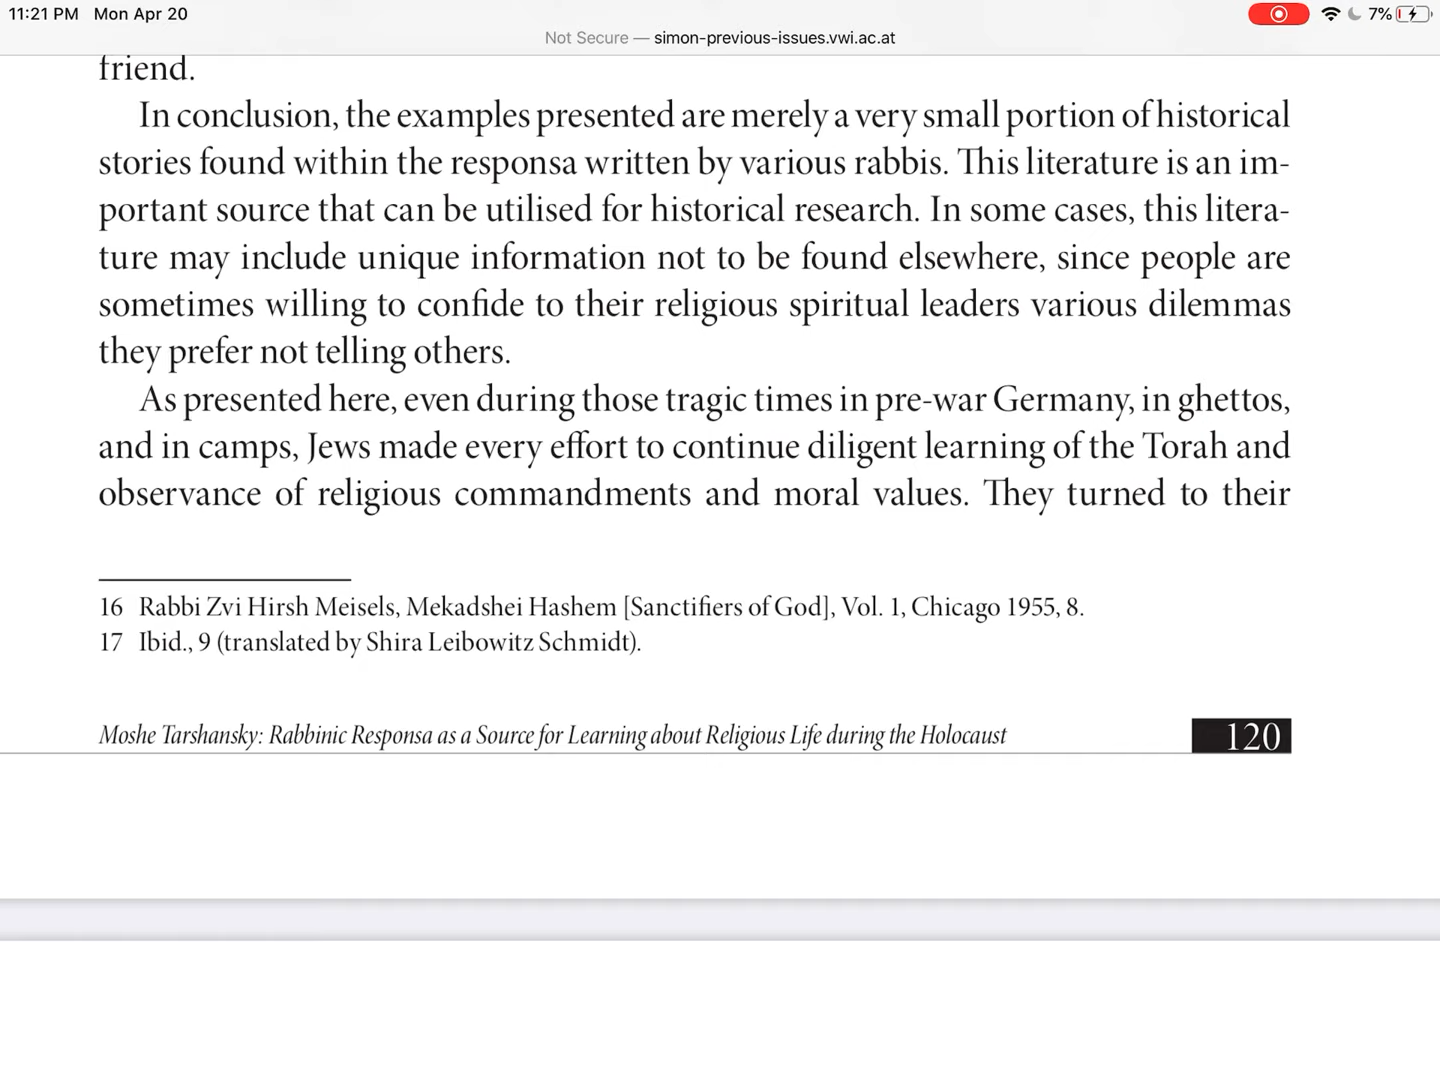 11:21 PM Mon Apr 20
7%
Not Secure — simon-previous-issues.vwi.ac.at
friend.
In conclusion, the examples presented are merely a very small portion of historical
stories found within the responsa written by various rabbis. This literature is an im-
portant source that can be utilised for historical research. In some cases, this litera-
ture may include unique information not to be found elsewhere, since people are
sometimes willing to confide to their religious spiritual leaders various dilemmas
they prefer not telling others.
As presented here, even during those tragic times in pre-war Germany, in ghettos,
and in camps, Jews made every effort to continue diligent learning of the Torah and
observance of religious commandments and moral values. They turned to their
16 Rabbi Zvi Hirsh Meisels, Mekadshei Hashem [Sanctifiers of God], Vol. 1, Chicago 1955, 8.
17 Ibid., 9 (translated by Shira Leibowitz Schmidt).
Moshe Tarshansky: Rabbinic Responsa as a Source for Learning about Religious Life during the Holocaust
120